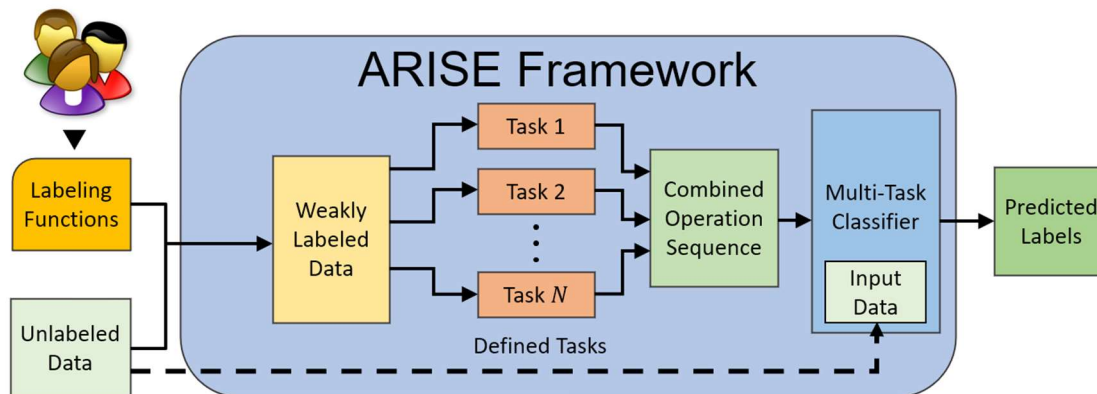 ARISE Framework
Labeling
Functions
Unlabeled
Data
Weakly
Labeled
Data
Task 1
Task 2
Task N
Defined Tasks
Combined
Operation
Sequence
Multi-Task
Classifier
Input
Data
Predicted
Labels